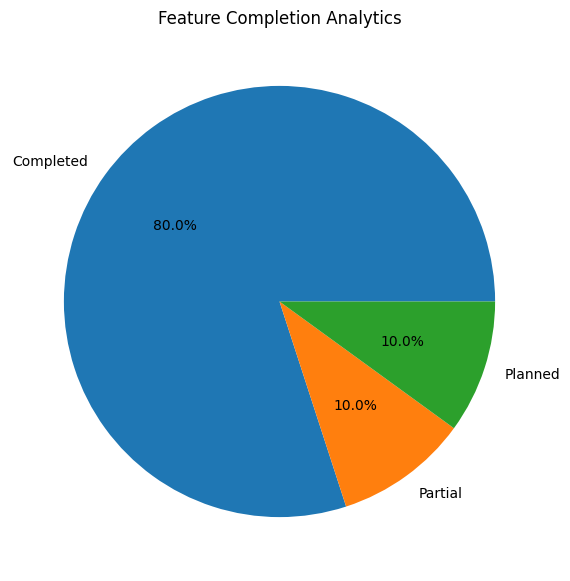 Feature Completion Analytics
Completed
80.0%
10.0%
Planned
10.0%
Partial